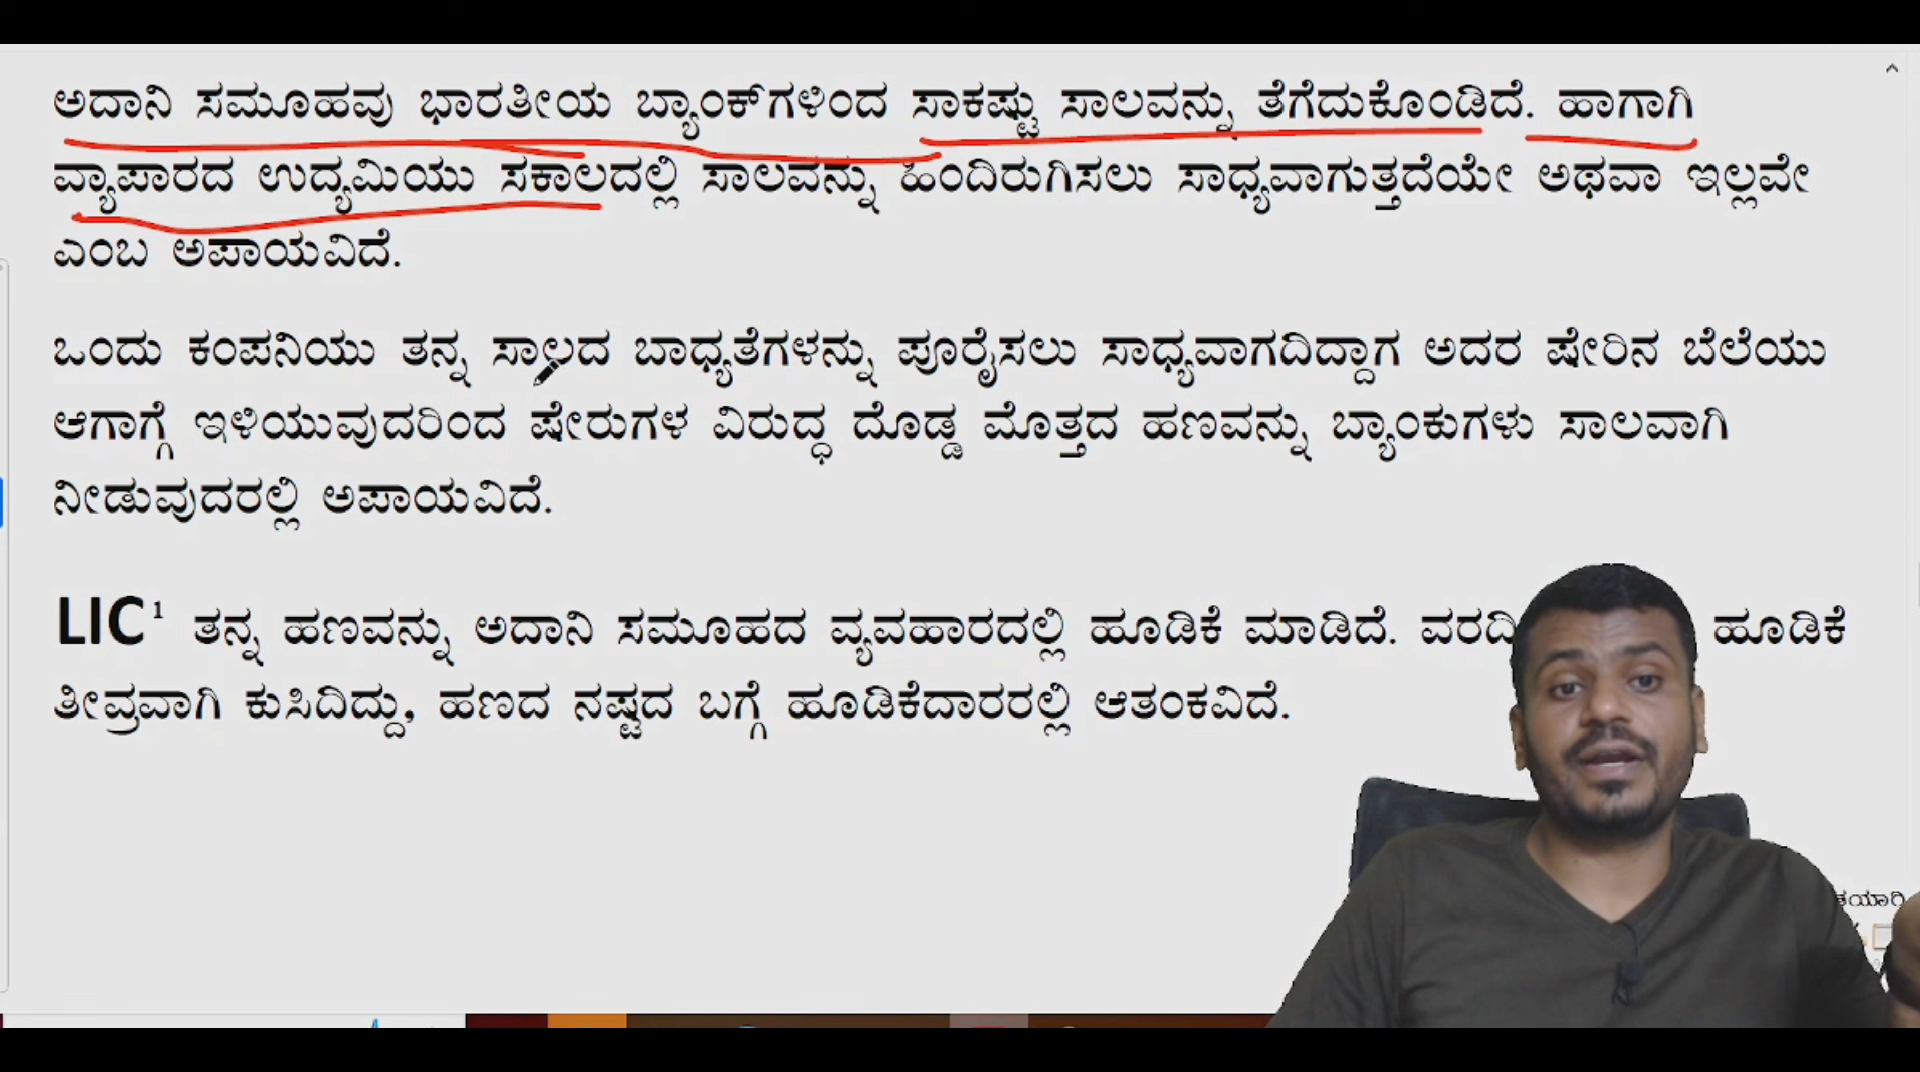 ಅದಾನಿ ಸಮೂಹವು ಭಾರತೀಯ ಬ್ಯಾಂಕ್‌ಗಳಿಂದ ಸಾಕಷ್ಟು ಸಾಲವನ್ನು ತೆಗೆದುಕೊಂಡಿದೆ. ಹಾಗಾಗಿ
ವ್ಯಾಪಾರದ ಉದ್ಯಮಿಯು ಸಕಾಲದಲ್ಲಿ ಸಾಲವನ್ನು ಹಿಂದಿರುಗಿಸಲು ಸಾಧ್ಯವಾಗುತ್ತದೆಯೇ ಅಥವಾ ಇಲ್ಲವೇ
ಎಂಬ ಅಪಾಯವಿದೆ.
ಒಂದು ಕಂಪನಿಯು ತನ್ನ ಸಾಲದ ಬಾಧ್ಯತೆಗಳನ್ನು ಪೂರೈಸಲು ಸಾಧ್ಯವಾಗದಿದ್ದಾಗ ಅದರ ಷೇರಿನ ಬೆಲೆಯು
ಆಗಾಗ್ಗೆ ಇಳಿಯುವುದರಿಂದ ಷೇರುಗಳ ವಿರುದ್ಧ ದೊಡ್ಡ ಮೊತ್ತದ ಹಣವನ್ನು ಬ್ಯಾಂಕುಗಳು ಸಾಲವಾಗಿ
ನೀಡುವುದರಲ್ಲಿ ಅಪಾಯವಿದೆ.
LIC¹ ತನ್ನ ಹಣವನ್ನು ಅದಾನಿ ಸಮೂಹದ ವ್ಯವಹಾರದಲ್ಲಿ ಹೂಡಿಕೆ ಮಾಡಿದೆ. ಹೂಡಿಕೆ
ತೀವ್ರವಾಗಿ ಕುಸಿದಿದ್ದು, ಹಣದ ನಷ್ಟದ ಬಗ್ಗೆ ಹೂಡಿಕೆದಾರರಲ್ಲಿ ಆತಂಕವಿದೆ.